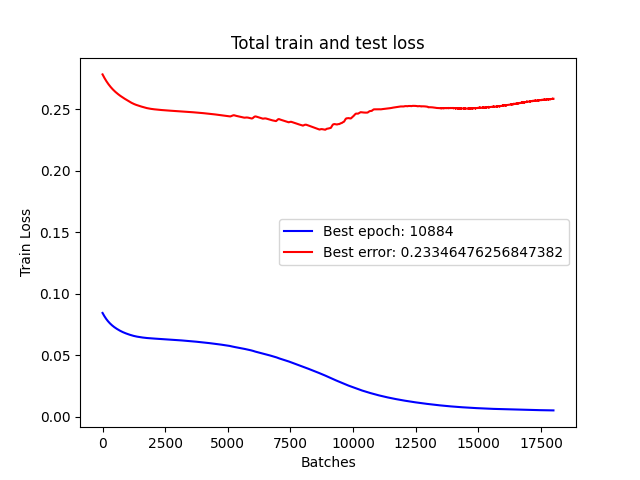 Total train and test loss
Train Loss
0.25
0.20
0.15
0.10
0.05
0.00
Best epoch: 10884
Best error: 0.23346476256847382
0 2500 5000 7500 10000 12500 15000 17500
Batches